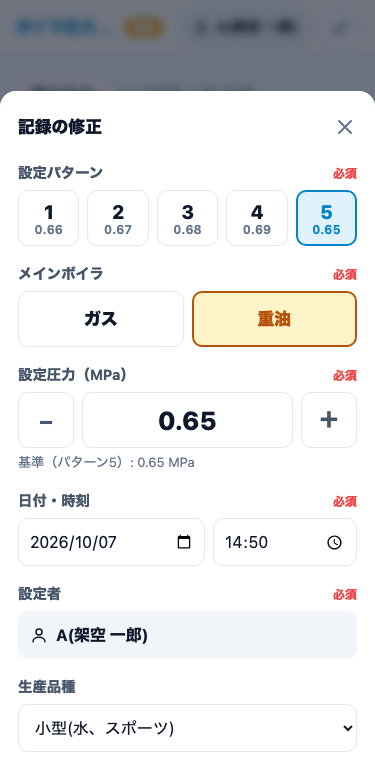 記録の修正
設定パターン 必須
1 2 3 4 5
0.66 0.67 0.68 0.69 0.65
メインボイラ 必須
ガス 重油
設定圧力（MPa） 必須
− 0.65 +
基準（パターン5）: 0.65 MPa
日付・時刻 必須
2026/10/07 14:50
設定者 必須
A(架空 一郎)
生産品種
小型(水、スポーツ)